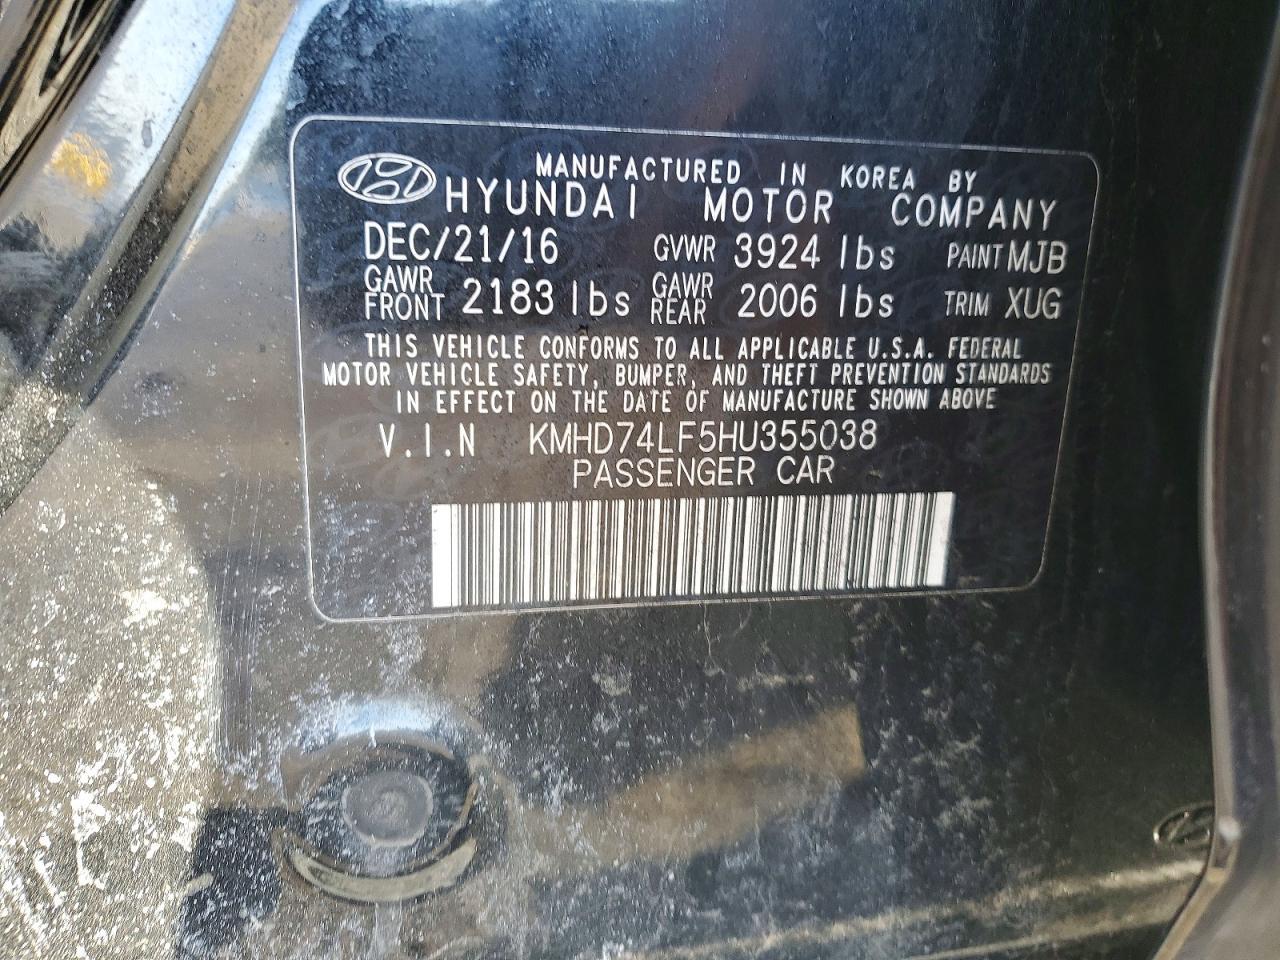 MANUFACTURED IN KOREA BY
HYUNDAI MOTOR COMPANY
DEC/21/16 GVWR 3924 lbs PAINT MJB
GAWR FRONT 2183 lbs GAWR REAR 2006 lbs TRIM XUG
THIS VEHICLE CONFORMS TO ALL APPLICABLE U.S.A. FEDERAL
MOTOR VEHICLE SAFETY, BUMPER, AND THEFT PREVENTION STANDARDS
IN EFFECT ON THE DATE OF MANUFACTURE SHOWN ABOVE
V.I.N KMHD74LF5HU355038
PASSENGER CAR